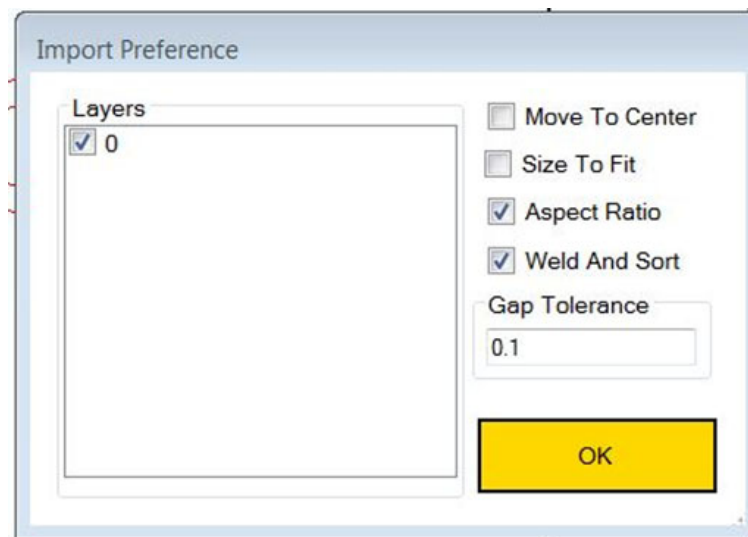 Import Preference
Layers
0
Move To Center
Size To Fit
Aspect Ratio
Weld And Sort
Gap Tolerance
0.1
OK